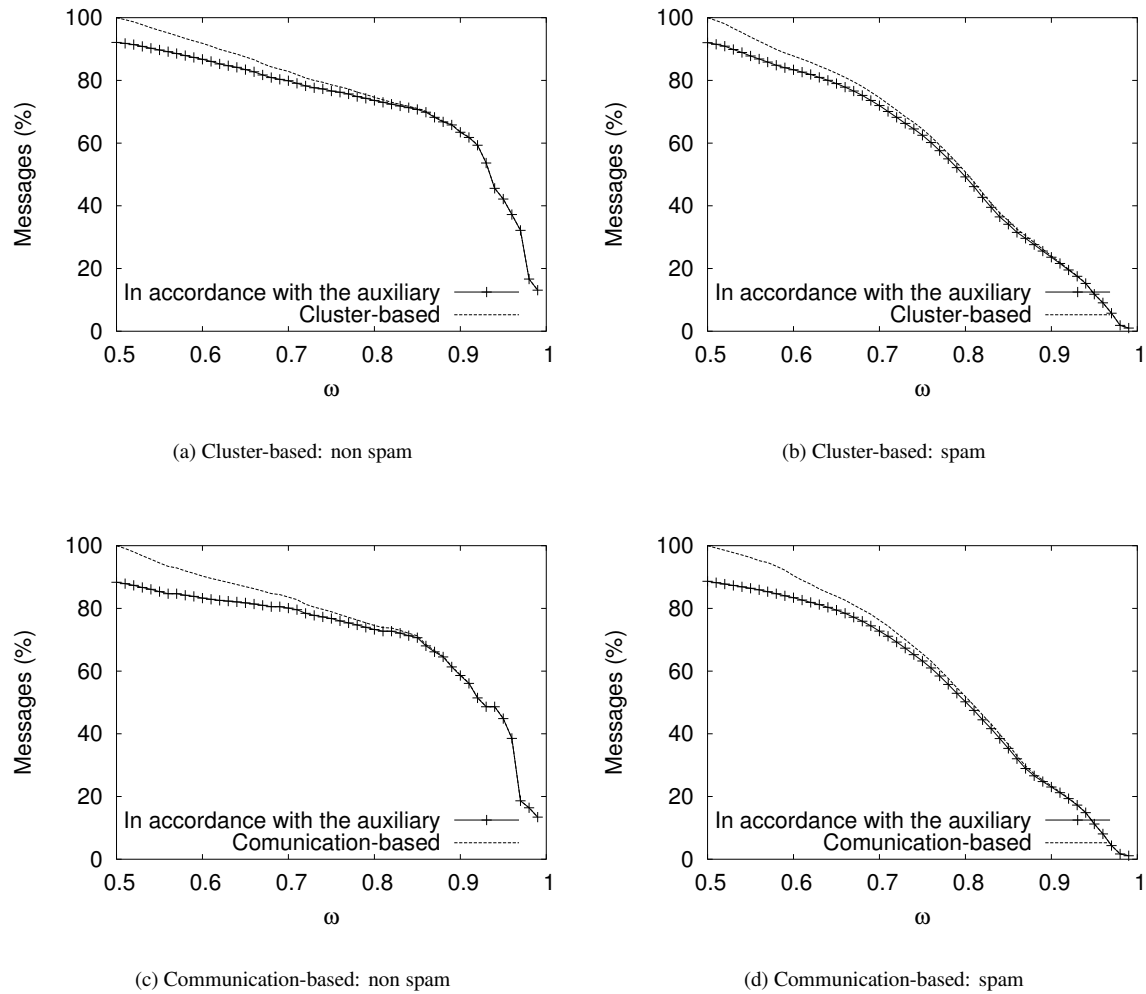 100
80
60
40
20
0
Messages (%)
In accordance with the auxiliary
Cluster-based
0.5 0.6 0.7 0.8 0.9 1
ω
(a) Cluster-based: non spam
100
80
60
40
20
0
Messages (%)
In accordance with the auxiliary
Cluster-based
0.5 0.6 0.7 0.8 0.9 1
ω
(b) Cluster-based: spam
100
80
60
40
20
0
Messages (%)
In accordance with the auxiliary
Comunication-based
0.5 0.6 0.7 0.8 0.9 1
ω
(c) Communication-based: non spam
100
80
60
40
20
0
Messages (%)
In accordance with the auxiliary
Comunication-based
0.5 0.6 0.7 0.8 0.9 1
ω
(d) Communication-based: spam